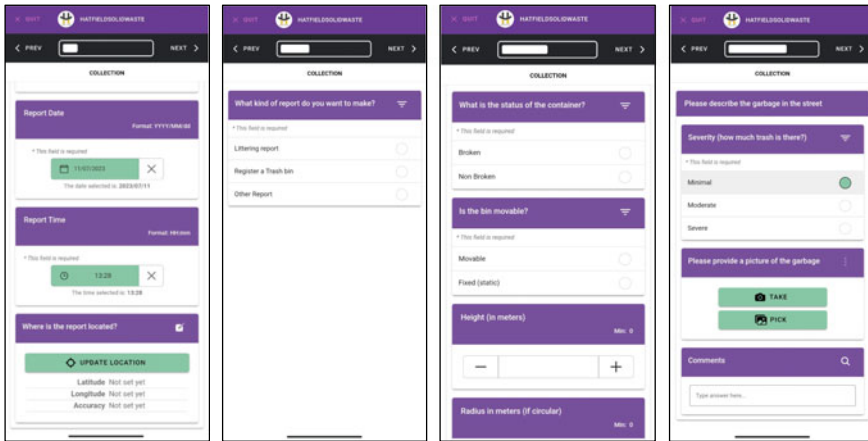 × QUIT HATFIELDSOLIDWASTE
< PREV NEXT >
COLLECTION
Report Date
Format: YYYY/MM/dd
* This field is required
11/07/2023 ×
The date selected is: 2023/07/11
Report Time
Format: HH:mm
* This field is required
13:28 ×
The time selected is: 13:28
Where is the report located?
UPDATE LOCATION
Latitude Not set yet
Longitude Not set yet
Accuracy Not set yet
× QUIT HATFIELDSOLIDWASTE
< PREV NEXT >
COLLECTION
What kind of report do you want to make?
* This field is required
Littering report
Register a Trash bin
Other Report
× QUIT HATFIELDSOLIDWASTE
< PREV NEXT >
COLLECTION
What is the status of the container?
* This field is required
Broken
Non Broken
Is the bin movable?
* This field is required
Movable
Fixed (static)
Height (in meters)
Min: 0
− +
Radius in meters (if circular)
Min: 0
× QUIT HATFIELDSOLIDWASTE
< PREV NEXT >
COLLECTION
Please describe the garbage in the street
Severity (how much trash is there?)
* This field is required
Minimal
Moderate
Severe
Please provide a picture of the garbage
TAKE
PICK
Comments
Type answer here...